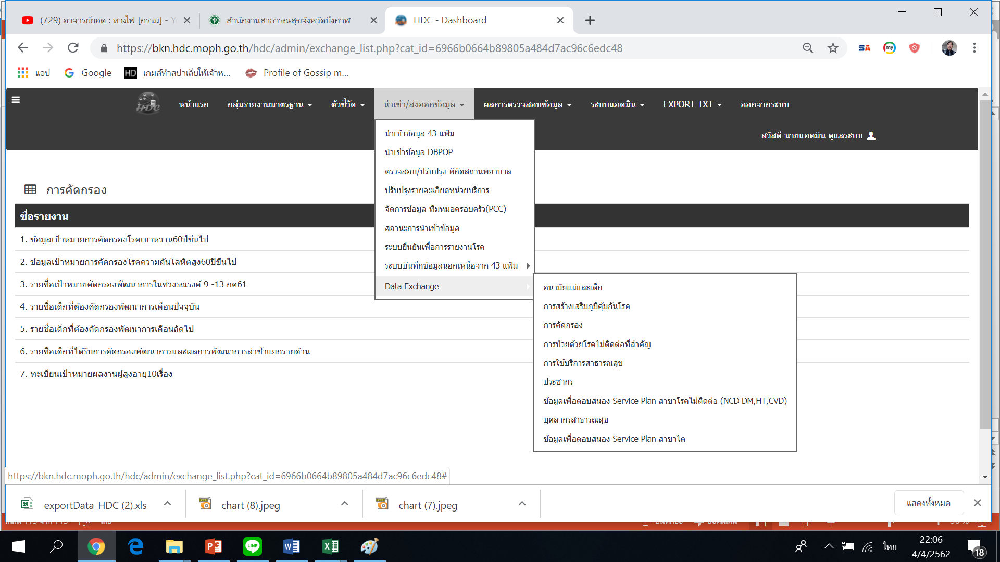 (729) อาจารย์ยอด : ทางไฟ [กรรม] - Y
สำนักงานสาธารณสุขจังหวัดบึงกาฬ
HDC - Dashboard
https://bkn.hdc.moph.go.th/hdc/admin/exchange_list.php?cat_id=6966b0664b89805a484d7ac96c6edc48
SA
my
แอป
Google
HD
เกมส์ทำสปาเล็บให้เจ้าห...
Profile of Gossip m...
HDC
หน้าแรก
กลุ่มรายงานมาตรฐาน
ตัวชี้วัด
นำเข้า/ส่งออกข้อมูล
ผลการตรวจสอบข้อมูล
ระบบแอดมิน
EXPORT TXT
ออกจากระบบ
สวัสดี นายแอดมิน ดูแลระบบ
นำเข้าข้อมูล 43 แฟ้ม
นำเข้าข้อมูล DBPOP
ตรวจสอบ/ปรับปรุง พิกัดสถานพยาบาล
ปรับปรุงรายละเอียดหน่วยบริการ
จัดการข้อมูล ทีมหมอครอบครัว(PCC)
สถานะการนำเข้าข้อมูล
ระบบยืนยันเพื่อการรายงานโรค
ระบบบันทึกข้อมูลนอกเหนือจาก 43 แฟ้ม
Data Exchange
อนามัยแม่และเด็ก
การสร้างเสริมภูมิคุ้มกันโรค
การคัดกรอง
การป่วยด้วยโรคไม่ติดต่อที่สำคัญ
การใช้บริการสาธารณสุข
ประชากร
ข้อมูลเพื่อตอบสนอง Service Plan สาขาโรคไม่ติดต่อ (NCD DM,HT,CVD)
บุคลากรสาธารณสุข
ข้อมูลเพื่อตอบสนอง Service Plan สาขาไต
การคัดกรอง
ชื่อรายงาน
1. ข้อมูลเป้าหมายการคัดกรองโรคเบาหวาน60ปีขึ้นไป
2. ข้อมูลเป้าหมายการคัดกรองโรคความดันโลหิตสูง60ปีขึ้นไป
3. รายชื่อเป้าหมายคัดกรองพัฒนาการในช่วงรณรงค์ 9 -13 กค61
4. รายชื่อเด็กที่ต้องคัดกรองพัฒนาการเดือนปัจจุบัน
5. รายชื่อเด็กที่ต้องคัดกรองพัฒนาการเดือนถัดไป
6. รายชื่อเด็กที่ได้รับการคัดกรองพัฒนาการและผลการพัฒนาการล่าช้าแยกรายด้าน
7. ทะเบียนเป้าหมายผลงานผู้สูงอายุ10เรื่อง
https://bkn.hdc.moph.go.th/hdc/admin/exchange_list.php?cat_id=6966b0664b89805a484d7ac96c6edc48#
exportData_HDC (2).xls
chart (8).jpeg
chart (7).jpeg
แสดงทั้งหมด
LINE
ไทย
22:06
4/4/2562
18